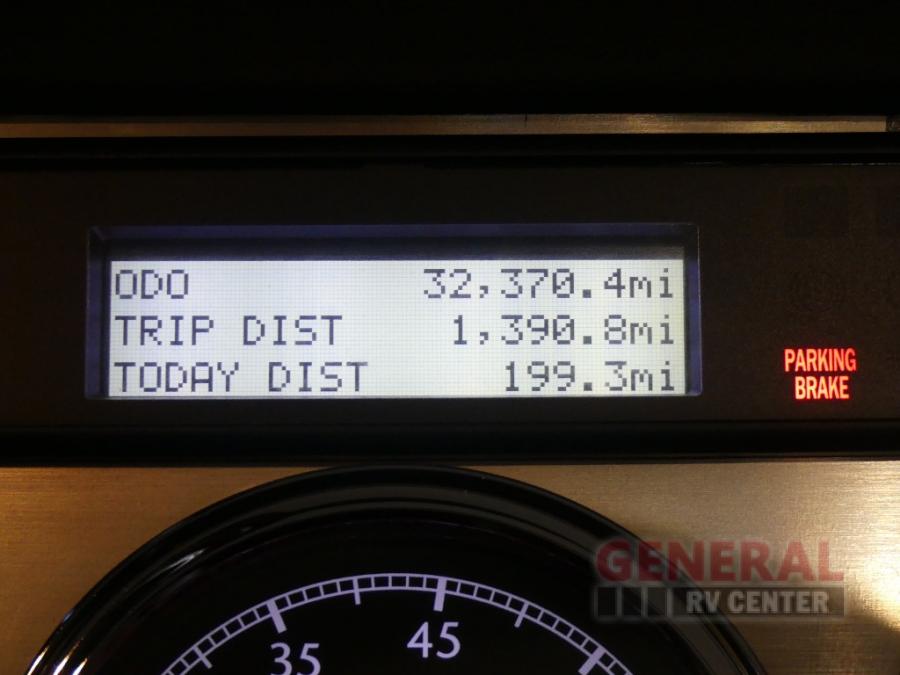 ODO 32,370.4mi
TRIP DIST 1,390.8mi
TODAY DIST 199.3mi
PARKING
BRAKE
GENERAL
RV CENTER
35 45